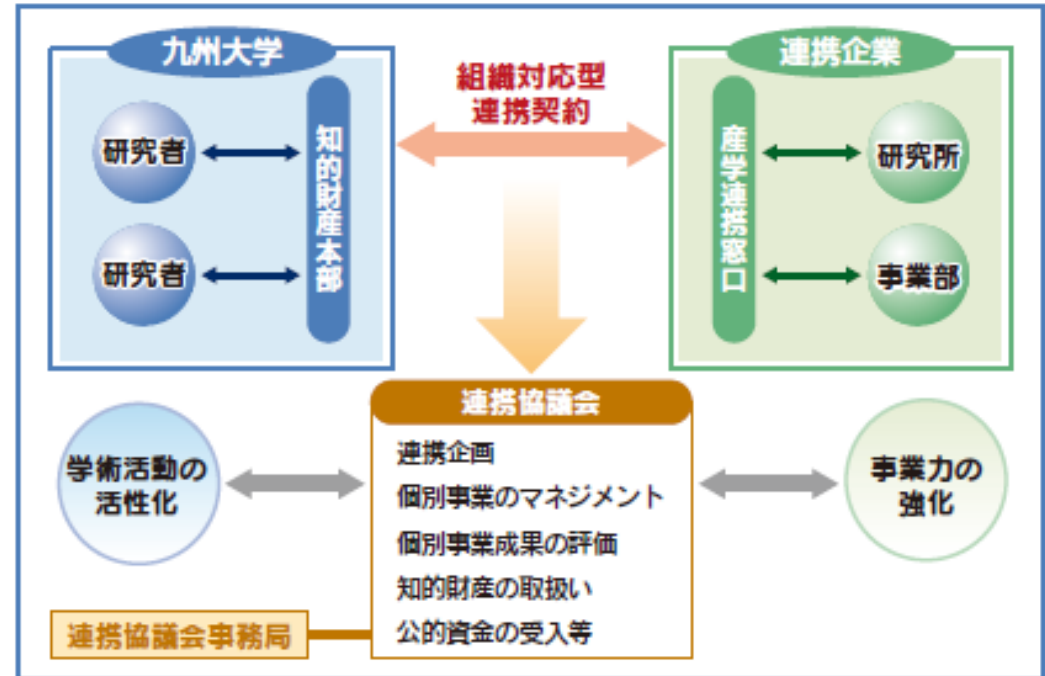 九州大学
研究者
研究者
知的財産本部
組織対応型
連携契約
連携企業
産学連携窓口
研究所
事業部
連携協議会
連携企画
個別事業のマネジメント
個別事業成果の評価
知的財産の取扱い
公的資金の受入等
学術活動の
活性化
事業力の
強化
連携協議会事務局